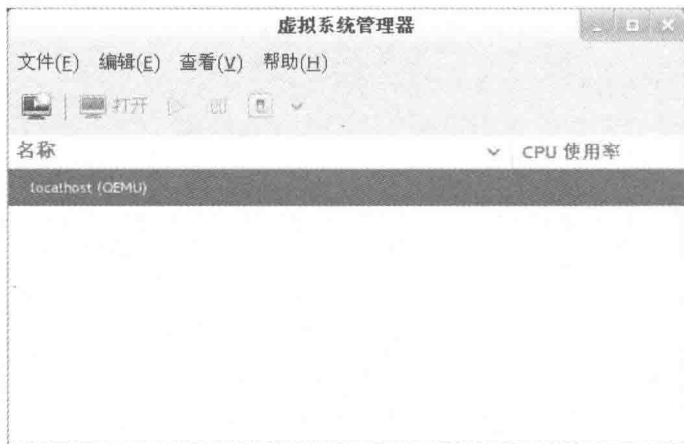 虚拟系统管理器
文件(F) 编辑(E) 查看(V) 帮助(H)
打开
名称 CPU 使用率
localhost (QEMU)